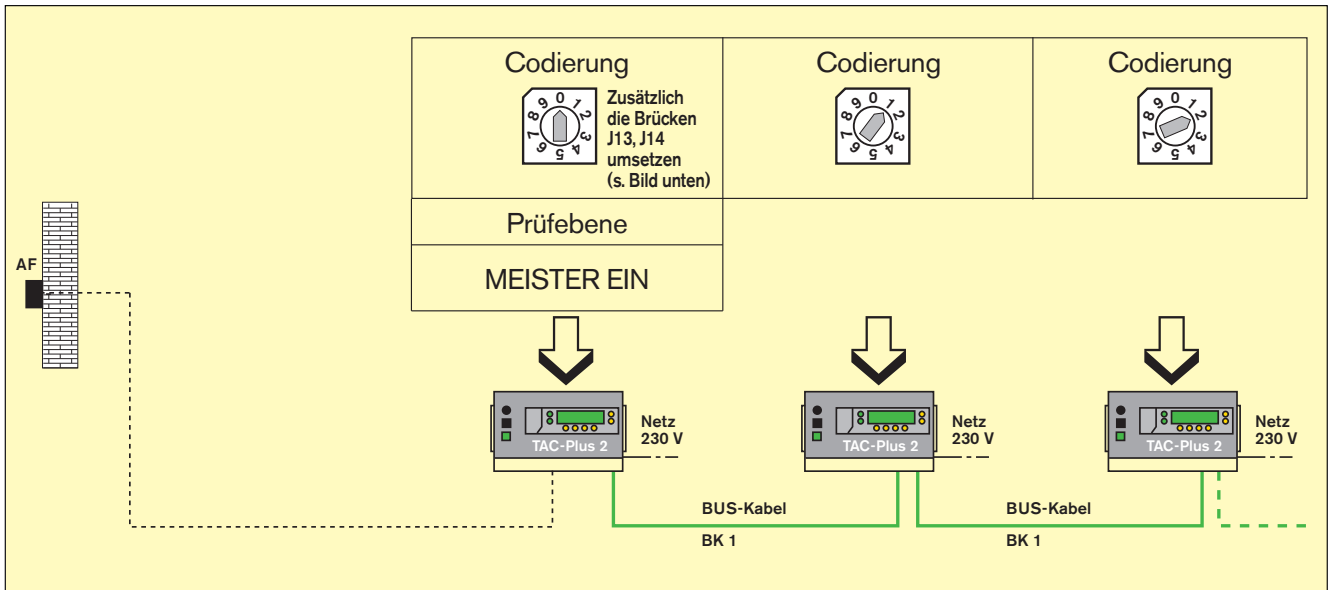 Codierung
Codierung
Codierung
0 1 2 3 4 5 6 7 8 9
Zusätzlich
die Brücken
J13, J14
umsetzen
(s. Bild unten)
0 1 2 3 4 5 6 7 8 9
0 1 2 3 4 5 6 7 8 9
Prüfebene
MEISTER EIN
AF
TAC-Plus 2
Netz
230 V
TAC-Plus 2
Netz
230 V
TAC-Plus 2
Netz
230 V
BUS-Kabel
BK 1
BUS-Kabel
BK 1